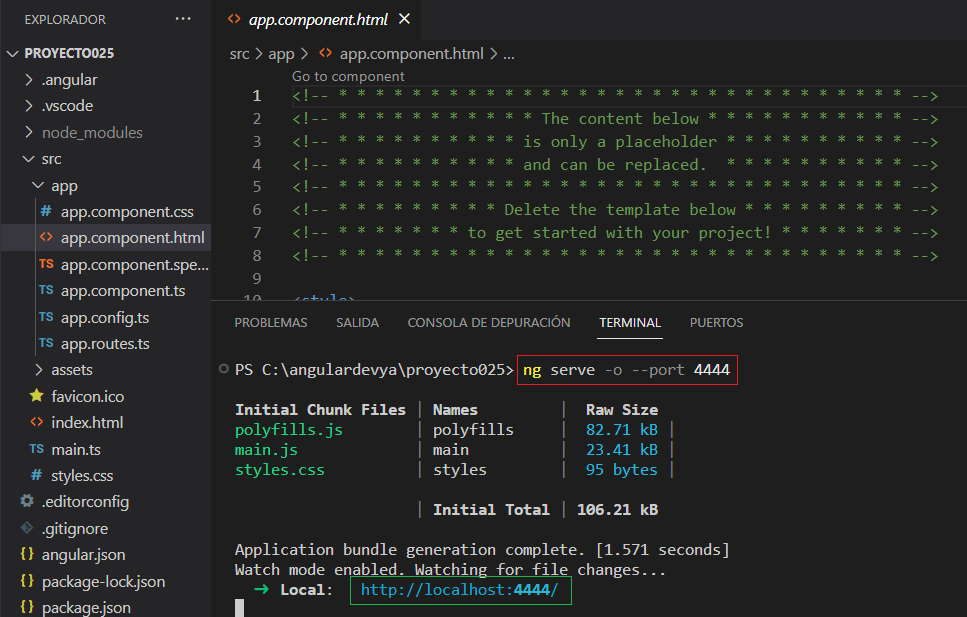 EXPLORADOR ...
PROYECTO025
.angular
.vscode
node_modules
src
app
# app.component.css
<> app.component.html
TS app.component.spe...
TS app.component.ts
TS app.config.ts
TS app.routes.ts
assets
favicon.ico
<> index.html
TS main.ts
# styles.css
.editorconfig
.gitignore
{} angular.json
{} package-lock.json
{} package.json
<> app.component.html ×
src > app > <> app.component.html > ...
Go to component
1 <!-- * * * * * * * * * * * * * * * * * * * * * * * * * * * * * * * -->
2 <!-- * * * * * * * * * * * The content below * * * * * * * * * * * -->
3 <!-- * * * * * * * * * * is only a placeholder * * * * * * * * * * -->
4 <!-- * * * * * * * * * * and can be replaced.  * * * * * * * * * * -->
5 <!-- * * * * * * * * * * * * * * * * * * * * * * * * * * * * * * * -->
6 <!-- * * * * * * * * * Delete the template below * * * * * * * * * -->
7 <!-- * * * * * * * to get started with your project! * * * * * * * -->
8 <!-- * * * * * * * * * * * * * * * * * * * * * * * * * * * * * * * -->
9
10 <style>
PROBLEMAS SALIDA CONSOLA DE DEPURACIÓN TERMINAL PUERTOS
PS C:\angulardevya\proyecto025> ng serve -o --port 4444
Initial Chunk Files | Names | Raw Size
polyfills.js | polyfills | 82.71 kB |
main.js | main | 23.41 kB |
styles.css | styles | 95 bytes |
| Initial Total | 106.21 kB
Application bundle generation complete. [1.571 seconds]
Watch mode enabled. Watching for file changes...
➜ Local: http://localhost:4444/